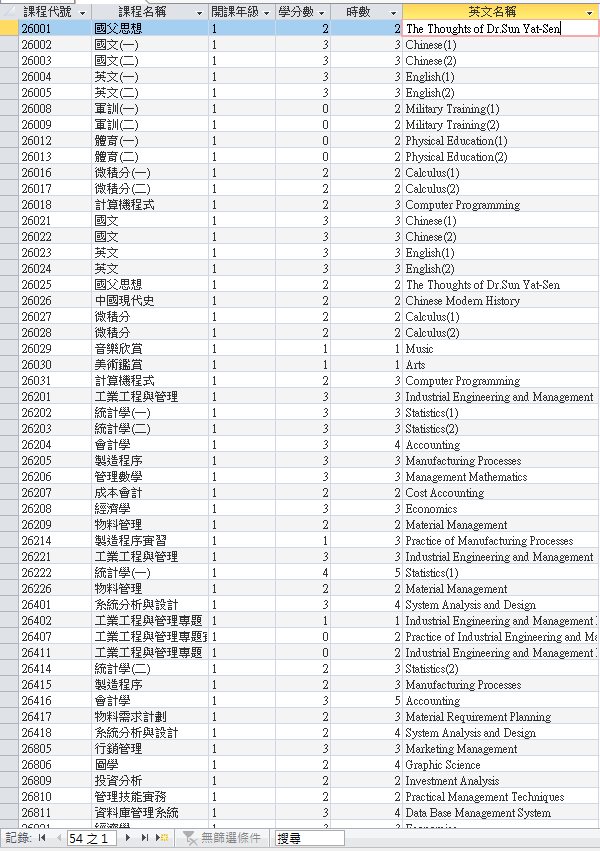 課程代號 課程名稱 開課年級 學分數 時數 英文名稱
26001 國父思想 1 2 2 The Thoughts of Dr.Sun Yat-Sen
26002 國文(一) 1 3 3 Chinese(1)
26003 國文(二) 1 3 3 Chinese(2)
26004 英文(一) 1 3 3 English(1)
26005 英文(二) 1 3 3 English(2)
26008 軍訓(一) 1 0 2 Military Training(1)
26009 軍訓(二) 1 0 2 Military Training(2)
26012 體育(一) 1 0 2 Physical Education(1)
26013 體育(二) 1 0 2 Physical Education(2)
26016 微積分(一) 1 2 2 Calculus(1)
26017 微積分(二) 1 2 2 Calculus(2)
26018 計算機程式 1 2 3 Computer Programming
26021 國文 1 3 3 Chinese(1)
26022 國文 1 3 3 Chinese(2)
26023 英文 1 3 3 English(1)
26024 英文 1 3 3 English(2)
26025 國父思想 1 2 2 The Thoughts of Dr.Sun Yat-Sen
26026 中國現代史 1 2 2 Chinese Modern History
26027 微積分 1 2 2 Calculus(1)
26028 微積分 1 2 2 Calculus(2)
26029 音樂欣賞 1 1 1 Music
26030 美術鑑賞 1 1 1 Arts
26031 計算機程式 1 2 3 Computer Programming
26201 工業工程與管理 1 3 3 Industrial Engineering and Management
26202 統計學(一) 1 3 3 Statistics(1)
26203 統計學(二) 1 3 3 Statistics(2)
26204 會計學 1 3 4 Accounting
26205 製造程序 1 3 3 Manufacturing Processes
26206 管理數學 1 3 3 Management Mathematics
26207 成本會計 1 2 2 Cost Accounting
26208 經濟學 1 3 3 Economics
26209 物料管理 1 2 2 Material Management
26214 製造程序實習 1 1 3 Practice of Manufacturing Processes
26221 工業工程與管理 1 3 3 Industrial Engineering and Management
26222 統計學(一) 1 4 5 Statistics(1)
26226 物料管理 1 2 2 Material Management
26401 系統分析與設計 1 3 4 System Analysis and Design
26402 工業工程與管理專題 1 1 1 Industrial Engineering and Management
26407 工業工程與管理專題 1 0 2 Practice of Industrial Engineering and Ma
26411 工業工程與管理專題 1 0 2 Industrial Engineering and Management
26414 統計學(二) 1 2 3 Statistics(2)
26415 製造程序 1 2 3 Manufacturing Processes
26416 會計學 1 3 5 Accounting
26417 物料需求計劃 1 2 3 Material Requirement Planning
26418 系統分析與設計 1 2 4 System Analysis and Design
26805 行銷管理 1 3 3 Marketing Management
26806 圖學 1 2 4 Graphic Science
26809 投資分析 1 2 2 Investment Analysis
26810 管理技能實務 1 2 2 Practical Management Techniques
26811 資料庫管理系統 1 3 4 Data Base Management System
26821 經濟學 1 3 3 Economics
記錄: 54 之 1 無篩選條件 搜尋